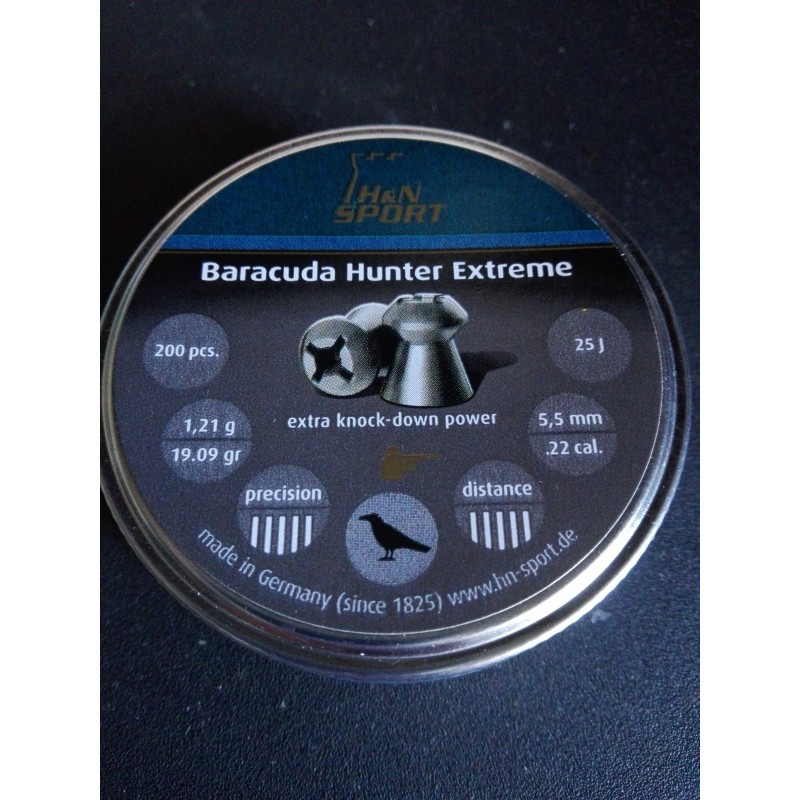 H&N
SPORT
Baracuda Hunter Extreme
200 pcs.
25 J
extra knock-down power
1,21 g
19.09 gr
5,5 mm
.22 cal.
precision
distance
made in Germany (since 1825) www.hn-sport.de